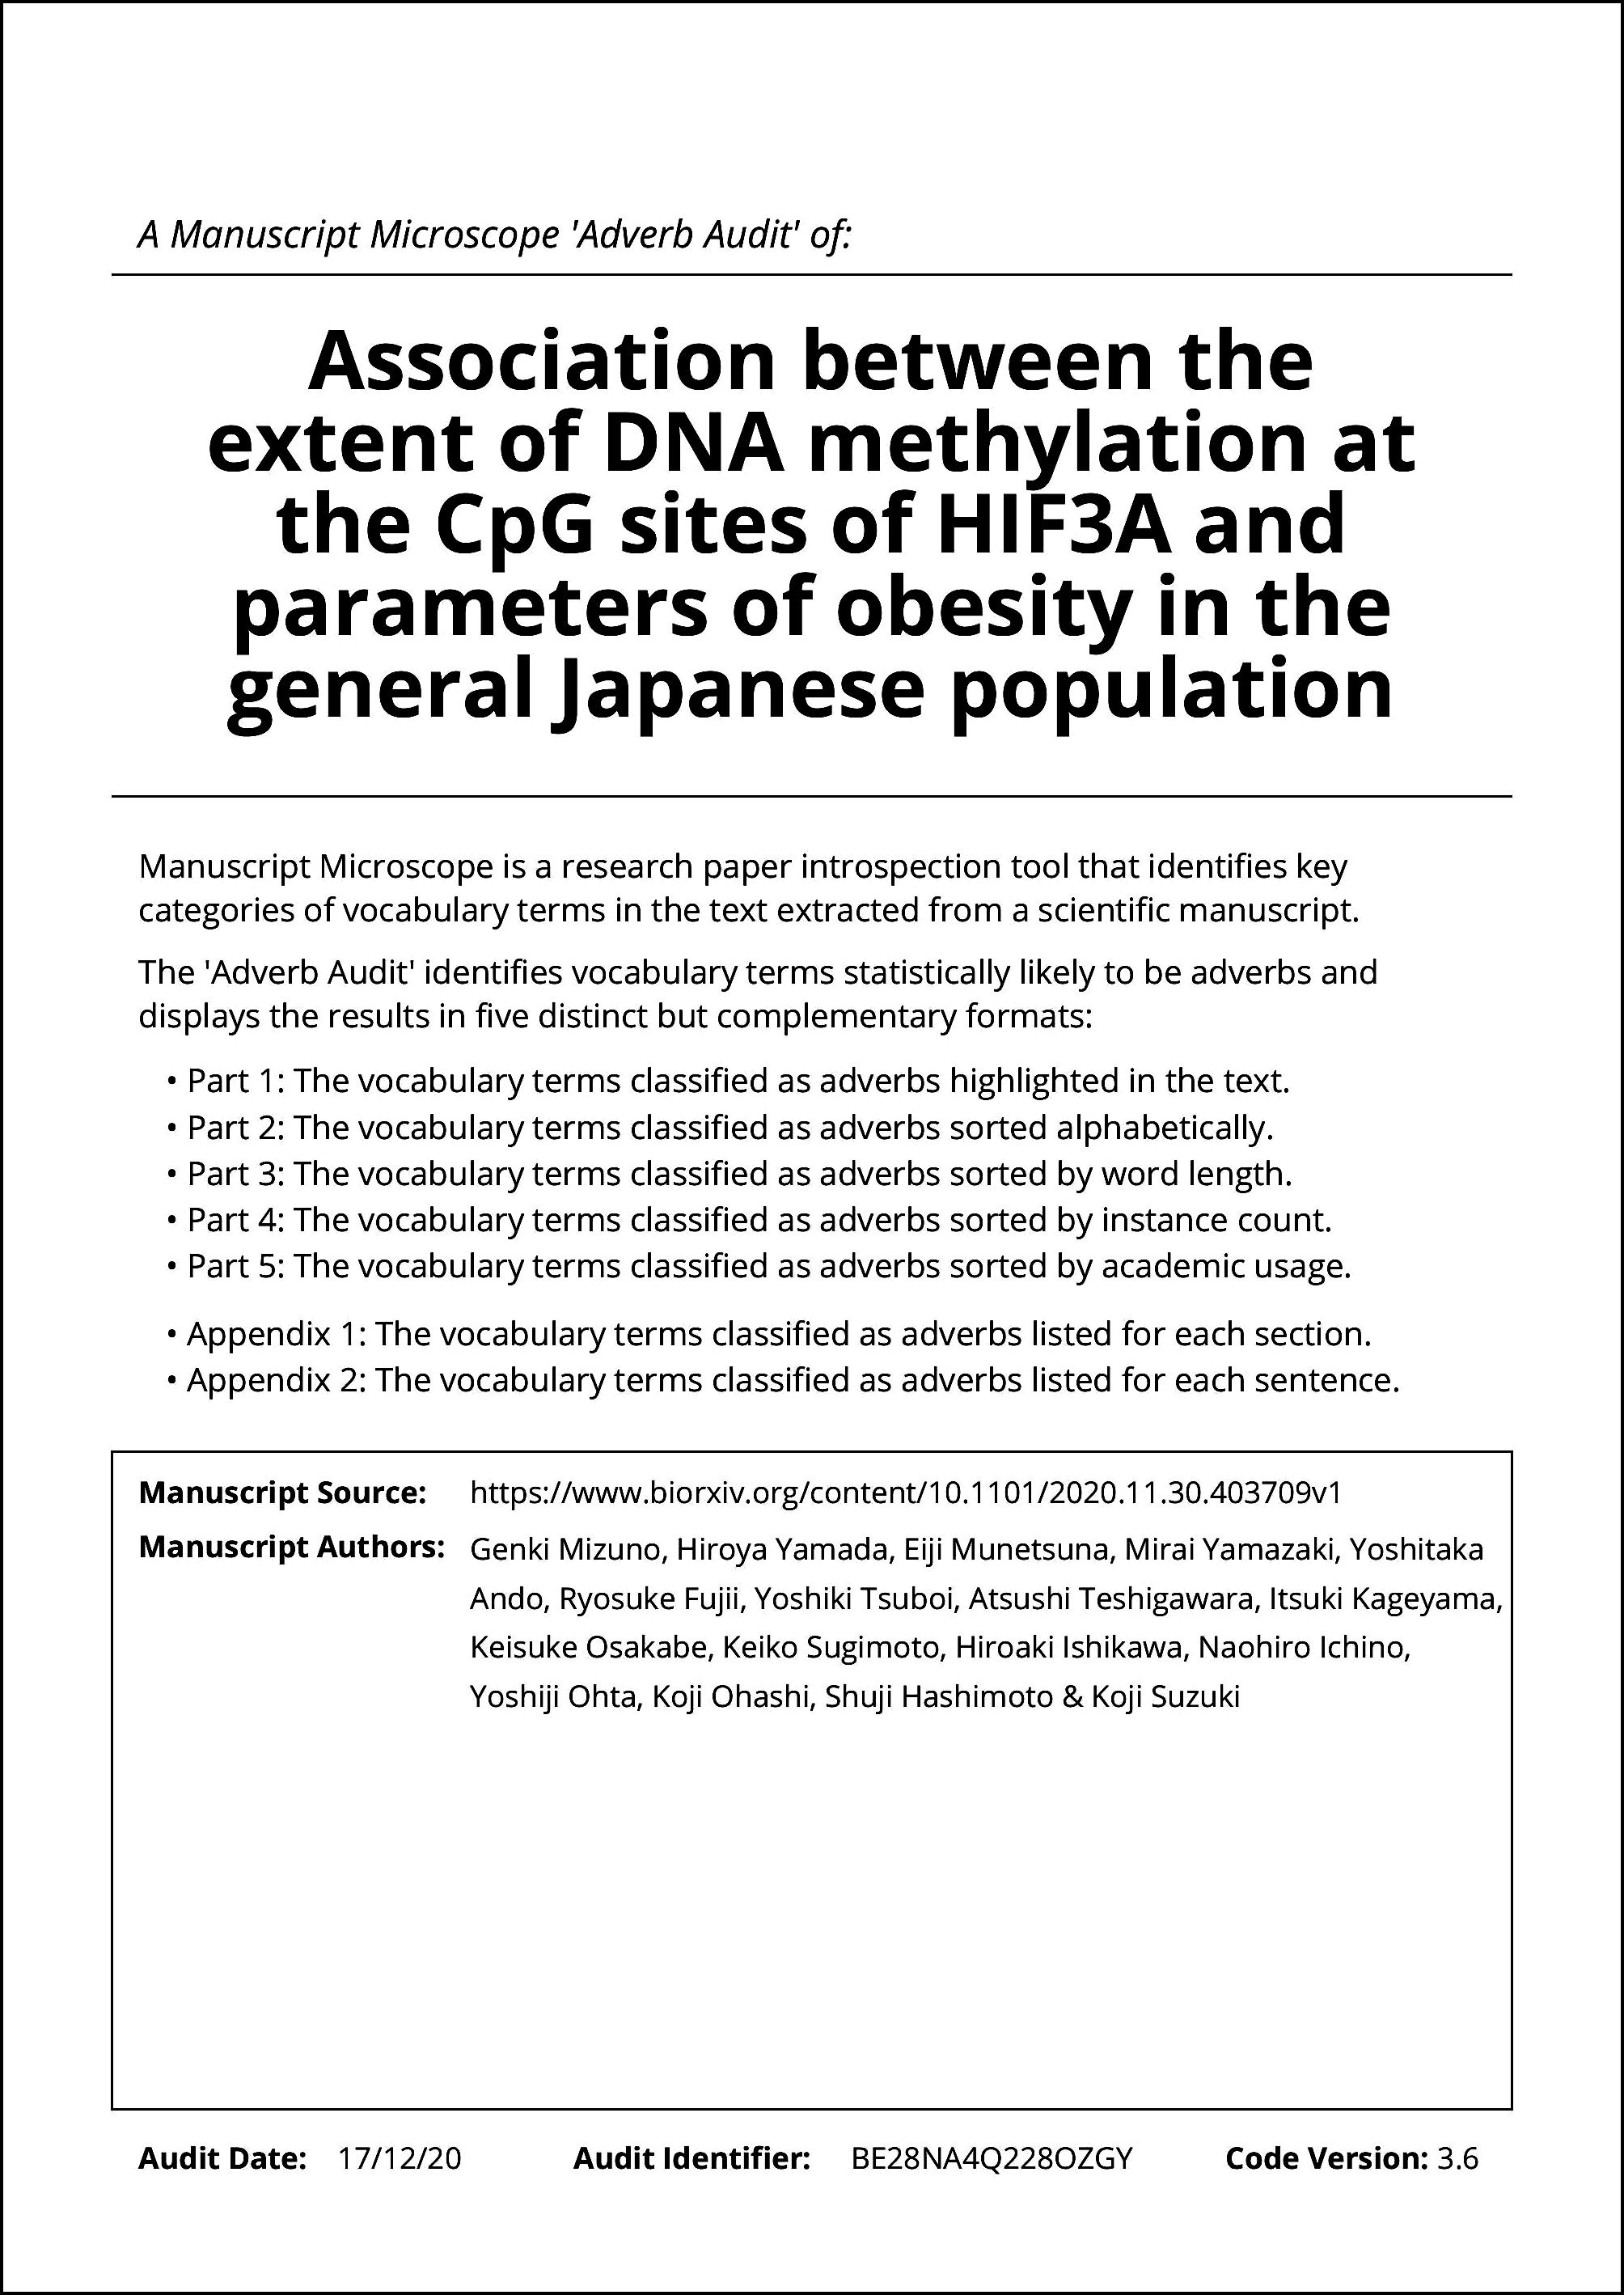 A Manuscript Microscope 'Adverb Audit' of:
Association between the
extent of DNA methylation at
the CpG sites of HIF3A and
parameters of obesity in the
general Japanese population
Manuscript Microscope is a research paper introspection tool that identifies key
categories of vocabulary terms in the text extracted from a scientific manuscript.
The 'Adverb Audit' identifies vocabulary terms statistically likely to be adverbs and
displays the results in five distinct but complementary formats:
• Part 1: The vocabulary terms classified as adverbs highlighted in the text.
• Part 2: The vocabulary terms classified as adverbs sorted alphabetically.
• Part 3: The vocabulary terms classified as adverbs sorted by word length.
• Part 4: The vocabulary terms classified as adverbs sorted by instance count.
• Part 5: The vocabulary terms classified as adverbs sorted by academic usage.
• Appendix 1: The vocabulary terms classified as adverbs listed for each section.
• Appendix 2: The vocabulary terms classified as adverbs listed for each sentence.
Manuscript Source: https://www.biorxiv.org/content/10.1101/2020.11.30.403709v1
Manuscript Authors: Genki Mizuno, Hiroya Yamada, Eiji Munetsuna, Mirai Yamazaki, Yoshitaka
Ando, Ryosuke Fujii, Yoshiki Tsuboi, Atsushi Teshigawara, Itsuki Kageyama,
Keisuke Osakabe, Keiko Sugimoto, Hiroaki Ishikawa, Naohiro Ichino,
Yoshiji Ohta, Koji Ohashi, Shuji Hashimoto & Koji Suzuki
Audit Date: 17/12/20 Audit Identifier: BE28NA4Q228OZGY Code Version: 3.6